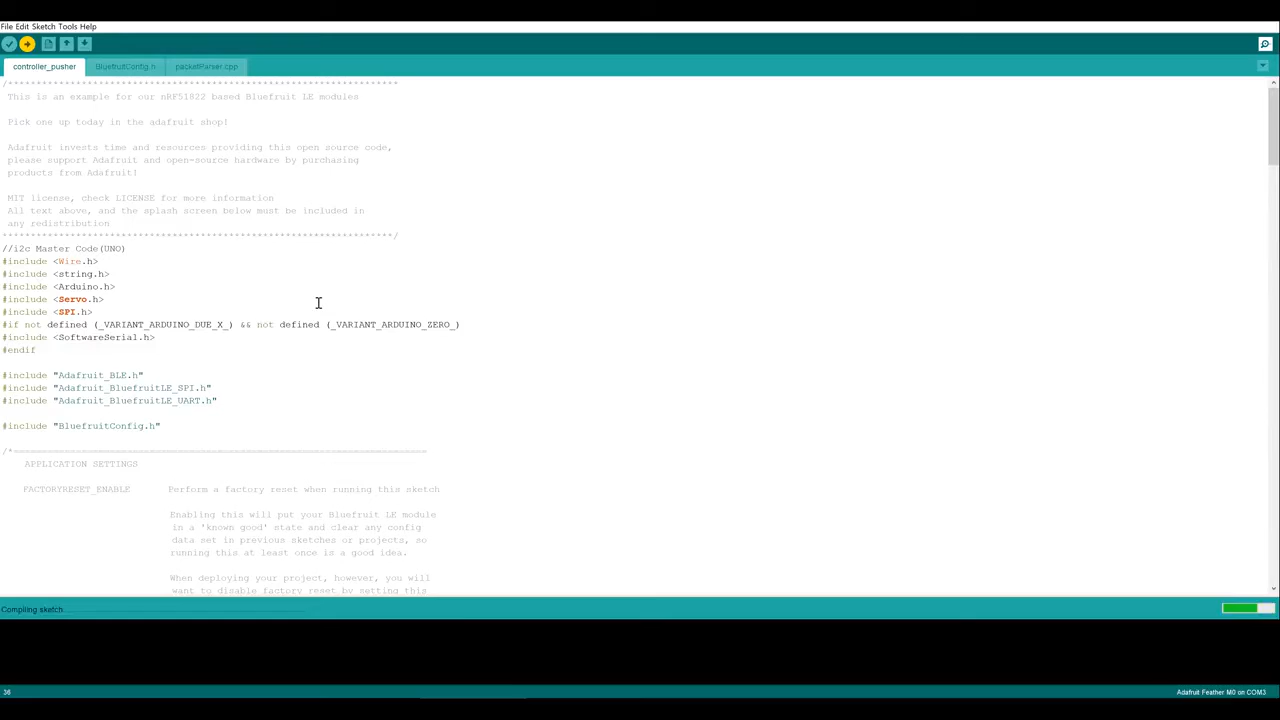 File Edit Sketch Tools Help
controller_pusher
BluefruitConfig.h
packetParser.cpp
/*************************************************************************
This is an example for our nRF51822 based Bluefruit LE modules
Pick one up today in the adafruit shop!
Adafruit invests time and resources providing this open source code,
please support Adafruit and open-source hardware by purchasing
products from Adafruit!
MIT license, check LICENSE for more information
All text above, and the splash screen below must be included in
any redistribution
*************************************************************************/
//i2c Master Code(UNO)
#include <Wire.h>
#include <string.h>
#include <Arduino.h>
#include <Servo.h>
#include <SPI.h>
#if not defined (_VARIANT_ARDUINO_DUE_X_) && not defined (_VARIANT_ARDUINO_ZERO_)
#include <SoftwareSerial.h>
#endif
#include "Adafruit_BLE.h"
#include "Adafruit_BluefruitLE_SPI.h"
#include "Adafruit_BluefruitLE_UART.h"
#include "BluefruitConfig.h"
/*=============================================================================
APPLICATION SETTINGS
FACTORYRESET_ENABLE Perform a factory reset when running this sketch
Enabling this will put your Bluefruit LE module
in a 'known good' state and clear any config
data set in previous sketches or projects, so
running this at least once is a good idea.
When deploying your project, however, you will
want to disable factory reset by setting this
Compiling sketch...
36
Adafruit Feather M0 on COM3